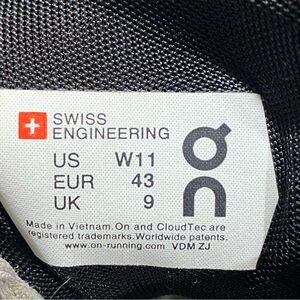 SWISS
ENGINEERING
US W11
EUR 43
UK 9
Made in Vietnam. On and CloudTec are
registered trademarks. Worldwide patents.
www.on-running.com VDM ZJ